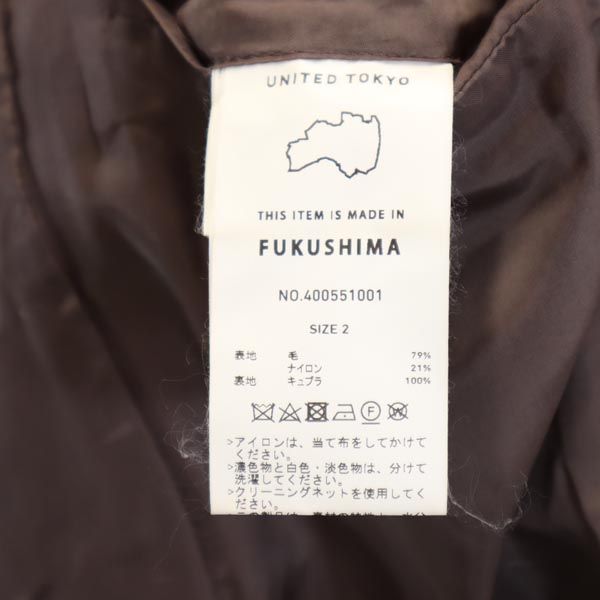 UNITED TOKYO
THIS ITEM IS MADE IN
FUKUSHIMA
NO.400551001
SIZE 2
表地 毛 79%
ナイロン 21%
裏地 キュプラ 100%
F W
>アイロンは、当て布をしてかけて
ください。
>濃色物と白色・淡色物は、分けて
洗濯してください。
>クリーニングネットを使用してく
ださい。